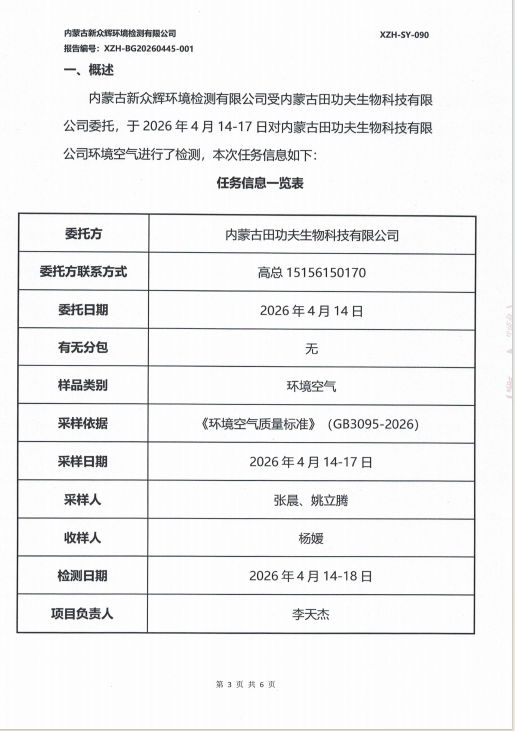 内蒙古新众辉环境检测有限公司
XZH-SY-090
报告编号：XZH-BG20260445-001
一、概述
内蒙古新众辉环境检测有限公司受内蒙古田功夫生物科技有限
公司委托，于 2026 年 4 月 14-17 日对内蒙古田功夫生物科技有限
公司环境空气进行了检测，本次任务信息如下：
任务信息一览表
委托方 内蒙古田功夫生物科技有限公司
委托方联系方式 高总 15156150170
委托日期 2026 年 4 月 14 日
有无分包 无
样品类别 环境空气
采样依据 《环境空气质量标准》（GB3095-2026）
采样日期 2026 年 4 月 14-17 日
采样人 张晨、姚立腾
收样人 杨媛
检测日期 2026 年 4 月 14-18 日
项目负责人 李天杰
第 3 页 共 6 页